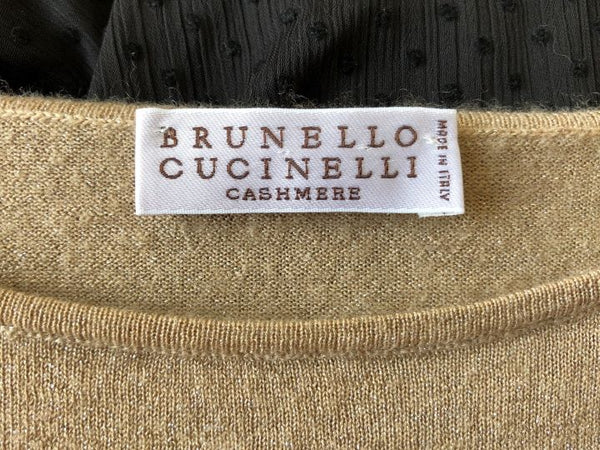 BRUNELLO
CUCINELLI
CASHMERE
MADE IN ITALY